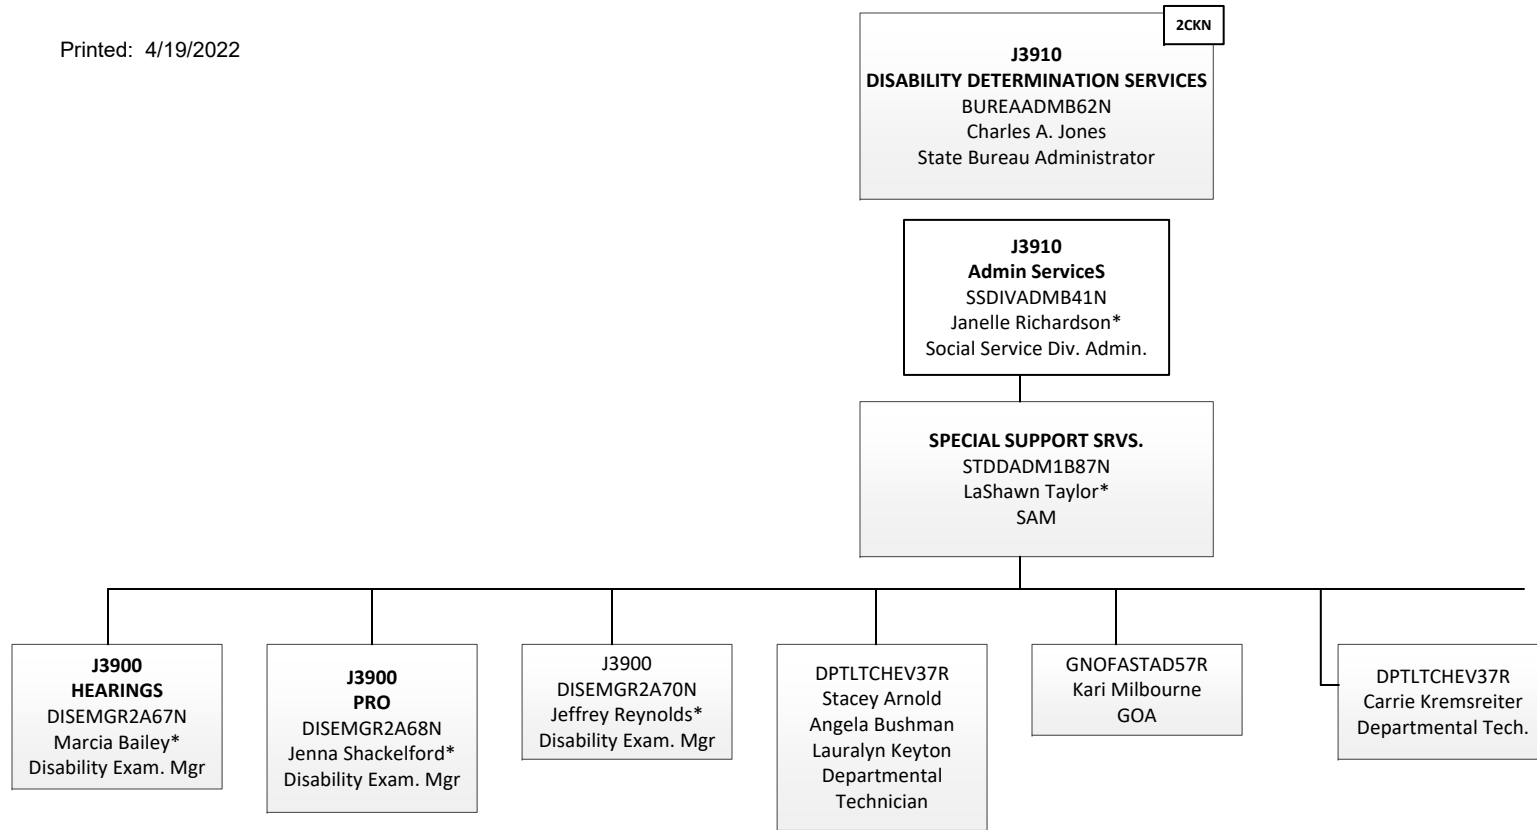 Printed: 4/19/2022
2CKN
J3910
DISABILITY DETERMINATION SERVICES
BUREAADMB62N
Charles A. Jones
State Bureau Administrator
J3910
Admin ServiceS
SSDIVADMB41N
Janelle Richardson*
Social Service Div. Admin.
SPECIAL SUPPORT SRVS.
STDDADM1B87N
LaShawn Taylor*
SAM
J3900
HEARINGS
DISEMGR2A67N
Marcia Bailey*
Disability Exam. Mgr
J3900
PRO
DISEMGR2A68N
Jenna Shackelford*
Disability Exam. Mgr
J3900
DISEMGR2A70N
Jeffrey Reynolds*
Disability Exam. Mgr
DPTLTCHEV37R
Stacey Arnold
Angela Bushman
Lauralyn Keyton
Departmental
Technician
GNOFASTAD57R
Kari Milbourne
GOA
DPTLTCHEV37R
Carrie Kremsreiter
Departmental Tech.